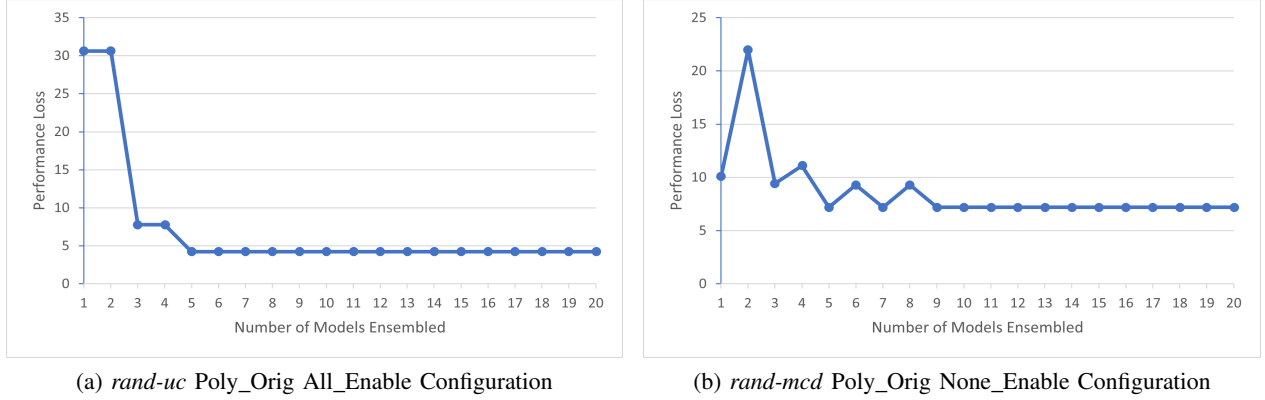 35
30
25
20
15
10
5
0
Performance Loss
1 2 3 4 5 6 7 8 9 10 11 12 13 14 15 16 17 18 19 20
Number of Models Ensembled
(a) rand-uc Poly_Orig All_Enable Configuration
25
20
15
10
5
0
Performance Loss
1 2 3 4 5 6 7 8 9 10 11 12 13 14 15 16 17 18 19 20
Number of Models Ensembled
(b) rand-mcd Poly_Orig None_Enable Configuration